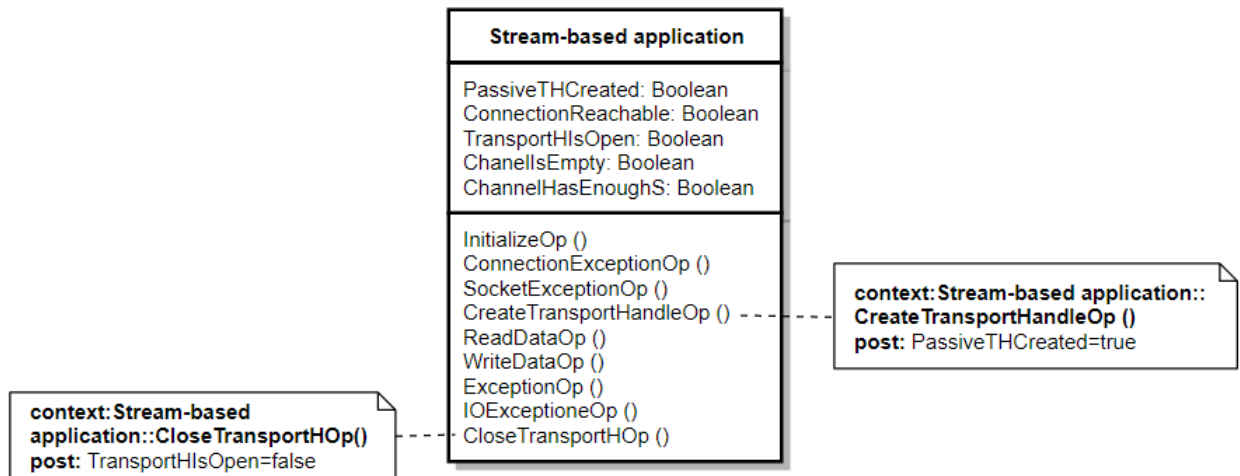 Stream-based application
PassiveTHCreated: Boolean
ConnectionReachable: Boolean
TransportHIsOpen: Boolean
ChanelIsEmpty: Boolean
ChannelHasEnoughS: Boolean
InitializeOp ()
ConnectionExceptionOp ()
SocketExceptionOp ()
CreateTransportHandleOp ()
ReadDataOp ()
WriteDataOp ()
ExceptionOp ()
IOExceptioneOp ()
CloseTransportHOp ()
context:Stream-based application::
CreateTransportHandleOp ()
post: PassiveTHCreated=true
context:Stream-based
application::CloseTransportHOp()
post: TransportHIsOpen=false